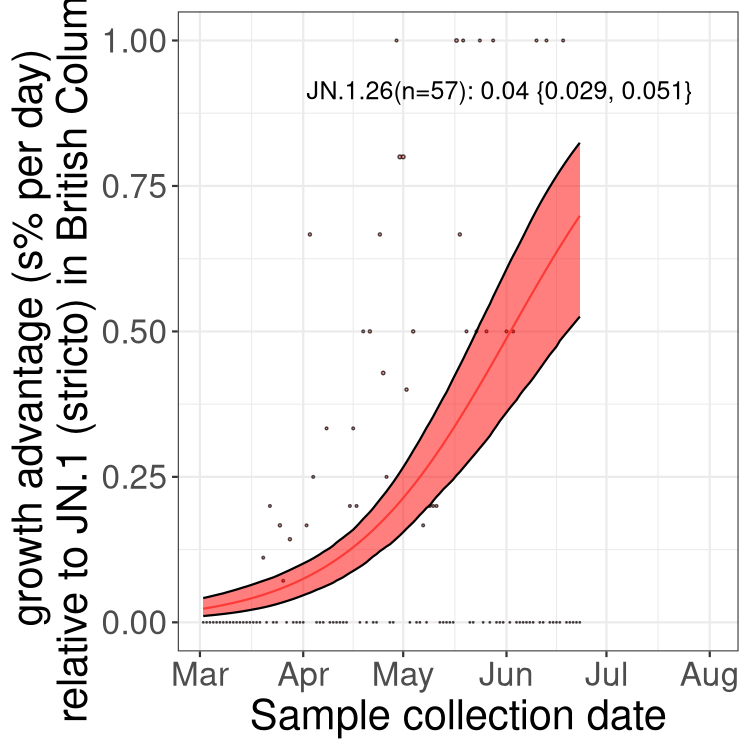 growth advantage (s% per day)
relative to JN.1 (stricto) in British Colum
1.00
0.75
0.50
0.25
0.00
JN.1.26(n=57): 0.04 {0.029, 0.051}
Mar Apr May Jun Jul Aug
Sample collection date